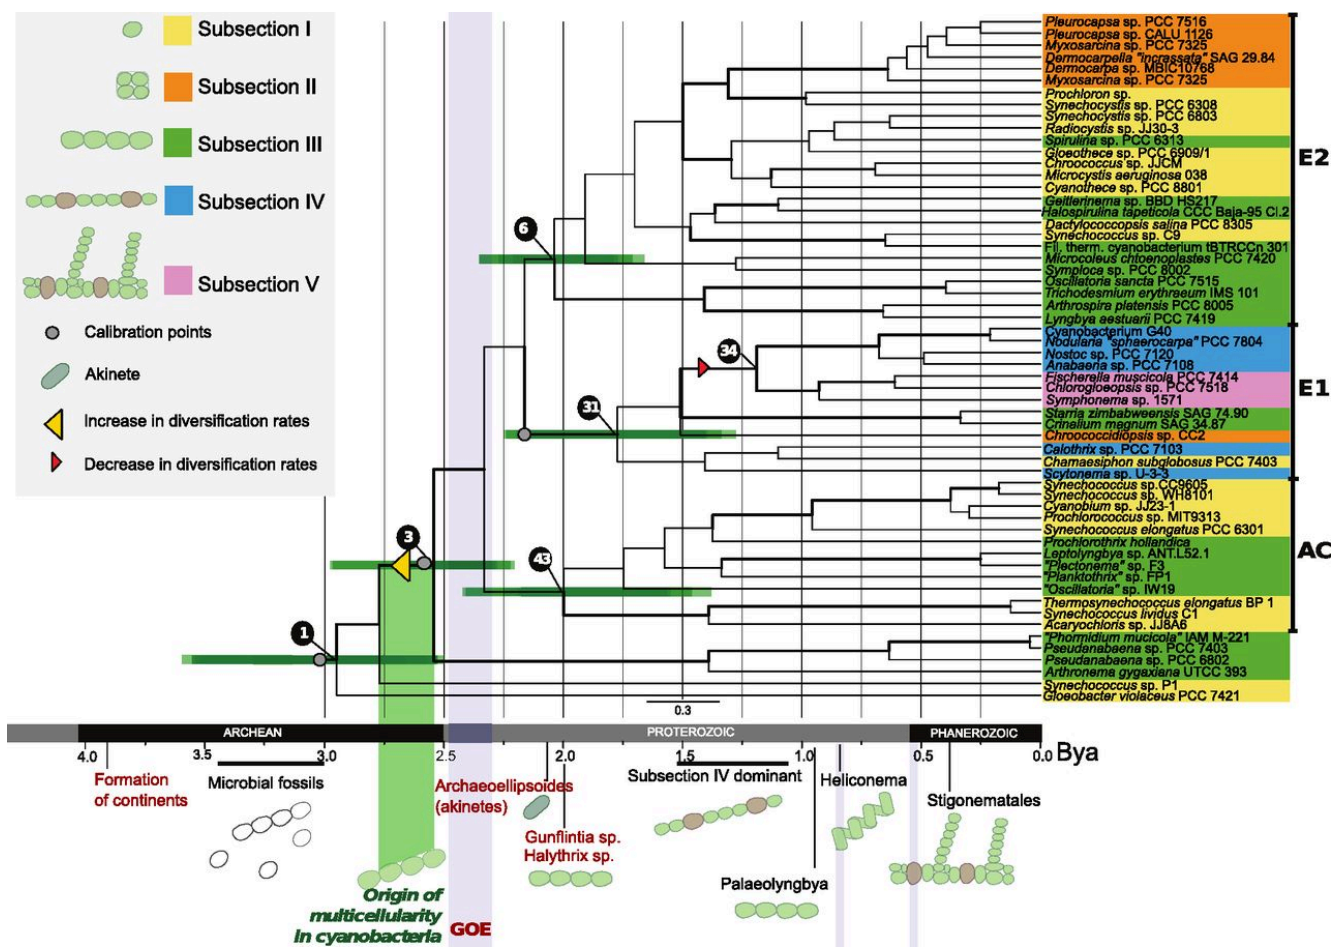 Subsection I
Subsection II
Subsection III
Subsection IV
Subsection V
Calibration points
Akinete
Increase in diversification rates
Decrease in diversification rates
1
3
6
31
34
43
Pleurocapsa sp. PCC 7516
Pleurocapsa sp. CALU 1126
Myxosarcina sp. PCC 7325
Dermocarpella "incrassata" SAG 29.84
Dermocarpa sp. MBIC10768
Myxosarcina sp. PCC 7325
Prochloron sp.
Synechocystis sp. PCC 6308
Synechocystis sp. PCC 6803
Radiocystis sp. JJ30-3
Spirulina sp. PCC 6313
Gloeothece sp. PCC 6909/1
Chroococcus sp. JJCM
Microcystis aeruginosa 038
Cyanothece sp. PCC 8801
Geitlerinema sp. BBD HS217
Halospirulina tapeticola CCC Baja-95 Cl.2
Dactylococcopsis salina PCC 8305
Synechococcus sp. C9
Fil. therm. cyanobacterium tBTRCCn 301
Microcoleus chtoenoplastes PCC 7420
Symploca sp. PCC 8002
Oscillatoria sancta PCC 7515
Trichodesmium erythraeum IMS 101
Arthrospira platensis PCC 8005
Lyngbya aestuarii PCC 7419
Cyanobacterium G40
Nodularia "sphaerocarpa" PCC 7804
Nostoc sp. PCC 7120
Anabaena sp. PCC 7108
Fischerella muscicola PCC 7414
Chlorogloeopsis sp. PCC 7518
Symphonema sp. 1571
Starria zimbabweensis SAG 74.90
Crinalium magnum SAG 34.87
Chroococcidiopsis sp. CC2
Calothrix sp. PCC 7103
Chamaesiphon subglobosus PCC 7403
Scytonema sp. U-3-3
Synechococcus sp.CC9605
Synechococcus sp. WH8101
Cyanobium sp. JJ23-1
Prochlorococcus sp. MIT9313
Synechococcus elongatus PCC 6301
Prochlorothrix hollandica
Leptolyngbya sp. ANT.L52.1
"Plectonema" sp. F3
"Planktothrix" sp. FP1
"Oscillatoria" sp. IW19
Thermosynechococcus elongatus BP 1
Synechococcus lividus C1
Acaryochloris sp. JJ8A6
"Phormidium mucicola" IAM M-221
Pseudanabaena sp. PCC 7403
Pseudanabaena sp. PCC 6802
Arthronema gygaxiana UTCC 393
Synechococcus sp. P1
Gloeobacter violaceus PCC 7421
E2
E1
AC
0.3
ARCHEAN PROTEROZOIC PHANEROZOIC
4.0 3.5 3.0 2.5 2.0 1.5 1.0 0.5 0.0 Bya
Formation
of continents
Microbial fossils
Archaeoellipsoides
(akinetes)
Gunflintia sp.
Halythrix sp.
Subsection IV dominant
Heliconema
Stigonematales
Palaeolyngbya
Origin of
multicellularity
in cyanobacteria
GOE